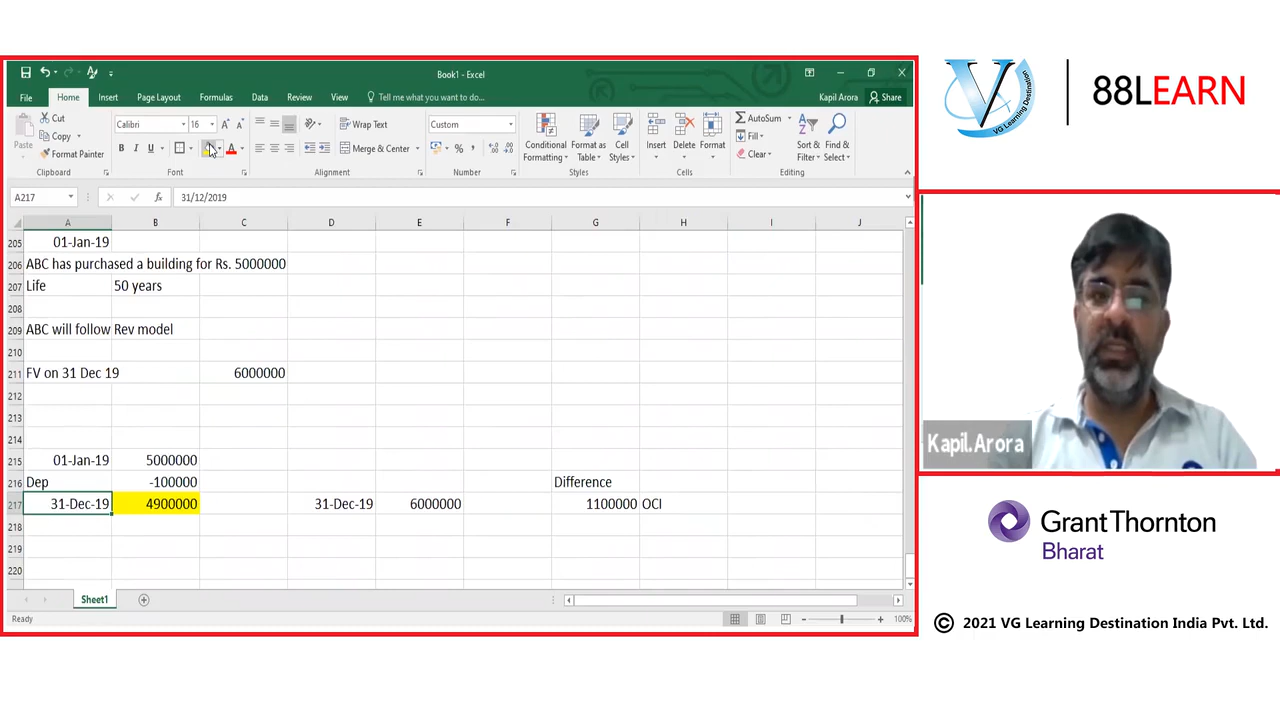 Book1 - Excel
File Home Insert Page Layout Formulas Data Review View Tell me what you want to do... Kapil Arora Share
Paste Cut Copy Format Painter Clipboard
Calibri 16 A A B I U A Font
Wrap Text Merge & Center Alignment
Custom % , Number
Conditional Formatting Format as Table Cell Styles Styles
Insert Delete Format Cells
AutoSum Fill Clear Sort & Filter Find & Select Editing
A217 fx 31/12/2019
A B C D E F G H I J
205 01-Jan-19
206 ABC has purchased a building for Rs. 5000000
207 Life 50 years
208
209 ABC will follow Rev model
210
211 FV on 31 Dec 19 6000000
212
213
214
215 01-Jan-19 5000000
216 Dep -100000 Difference
217 31-Dec-19 4900000 31-Dec-19 6000000 1100000 OCI
218
219
220
Sheet1
Ready 100%
V
VG Learning Destination
88LEARN
Kapil.Arora
GrantThornton
Bharat
© 2021 VG Learning Destination India Pvt. Ltd.